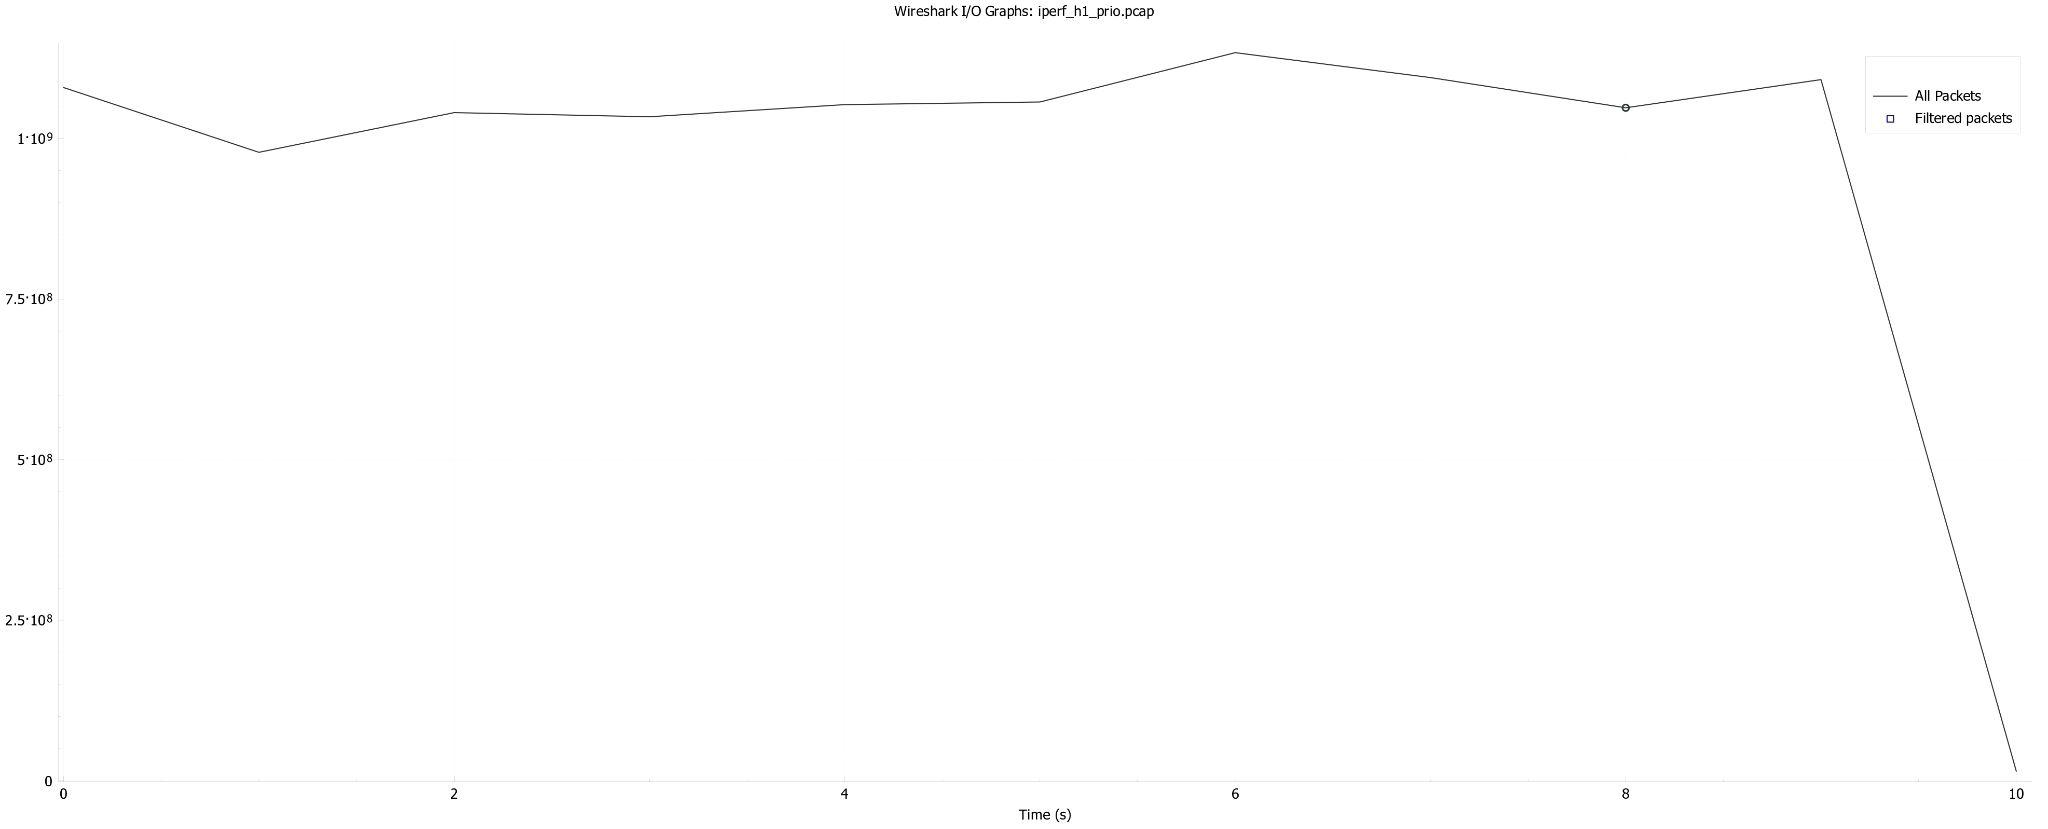 Wireshark I/O Graphs: iperf_h1_prio.pcap
All Packets
Filtered packets
1·10⁹
7.5·10⁸
5·10⁸
2.5·10⁸
0
0 2 4 6 8 10
Time (s)